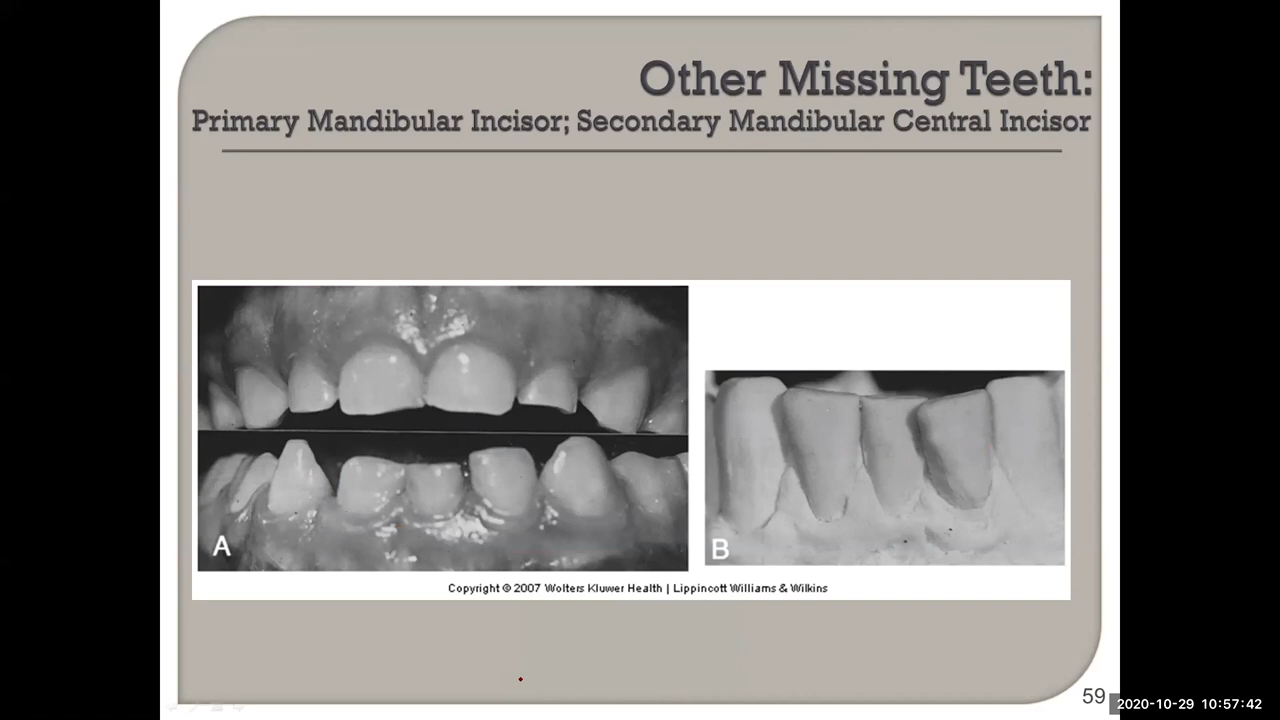 Other Missing Teeth:
Primary Mandibular Incisor; Secondary Mandibular Central Incisor
A
B
Copyright © 2007 Wolters Kluwer Health | Lippincott Williams & Wilkins
59
2020-10-29 10:57:42